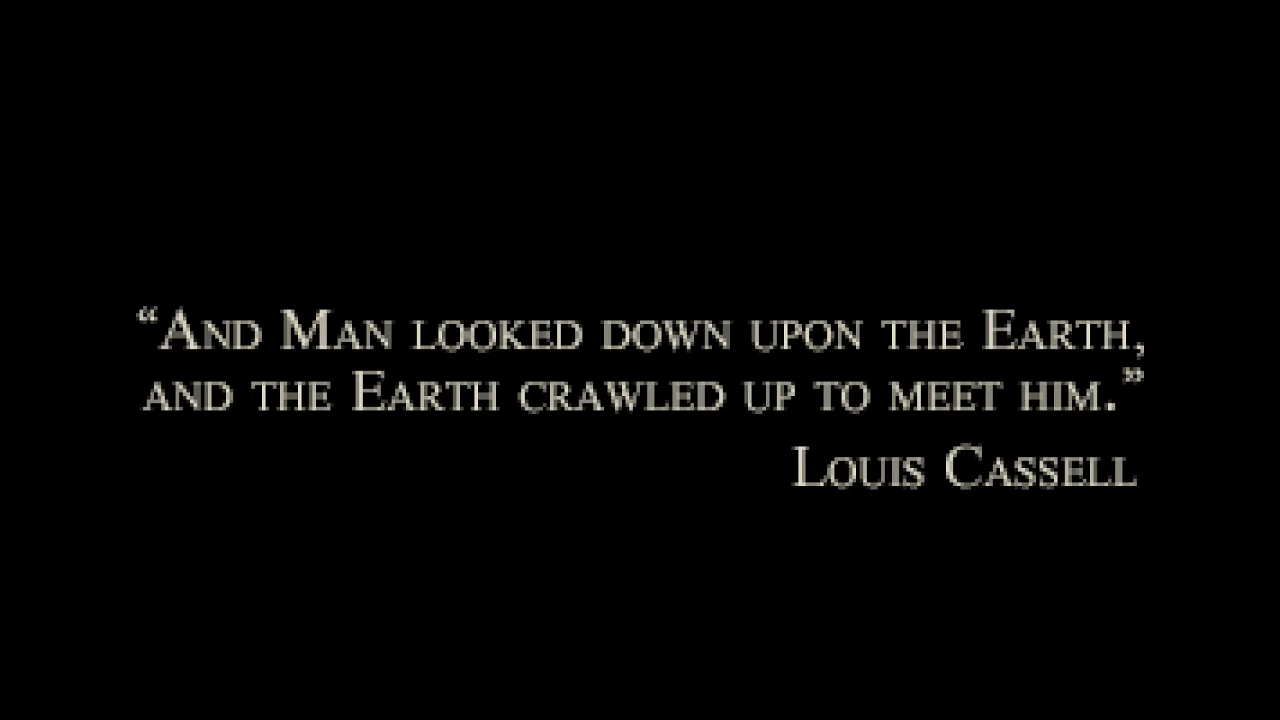 “And Man looked down upon the Earth,
and the Earth crawled up to meet him.”
Louis Cassell